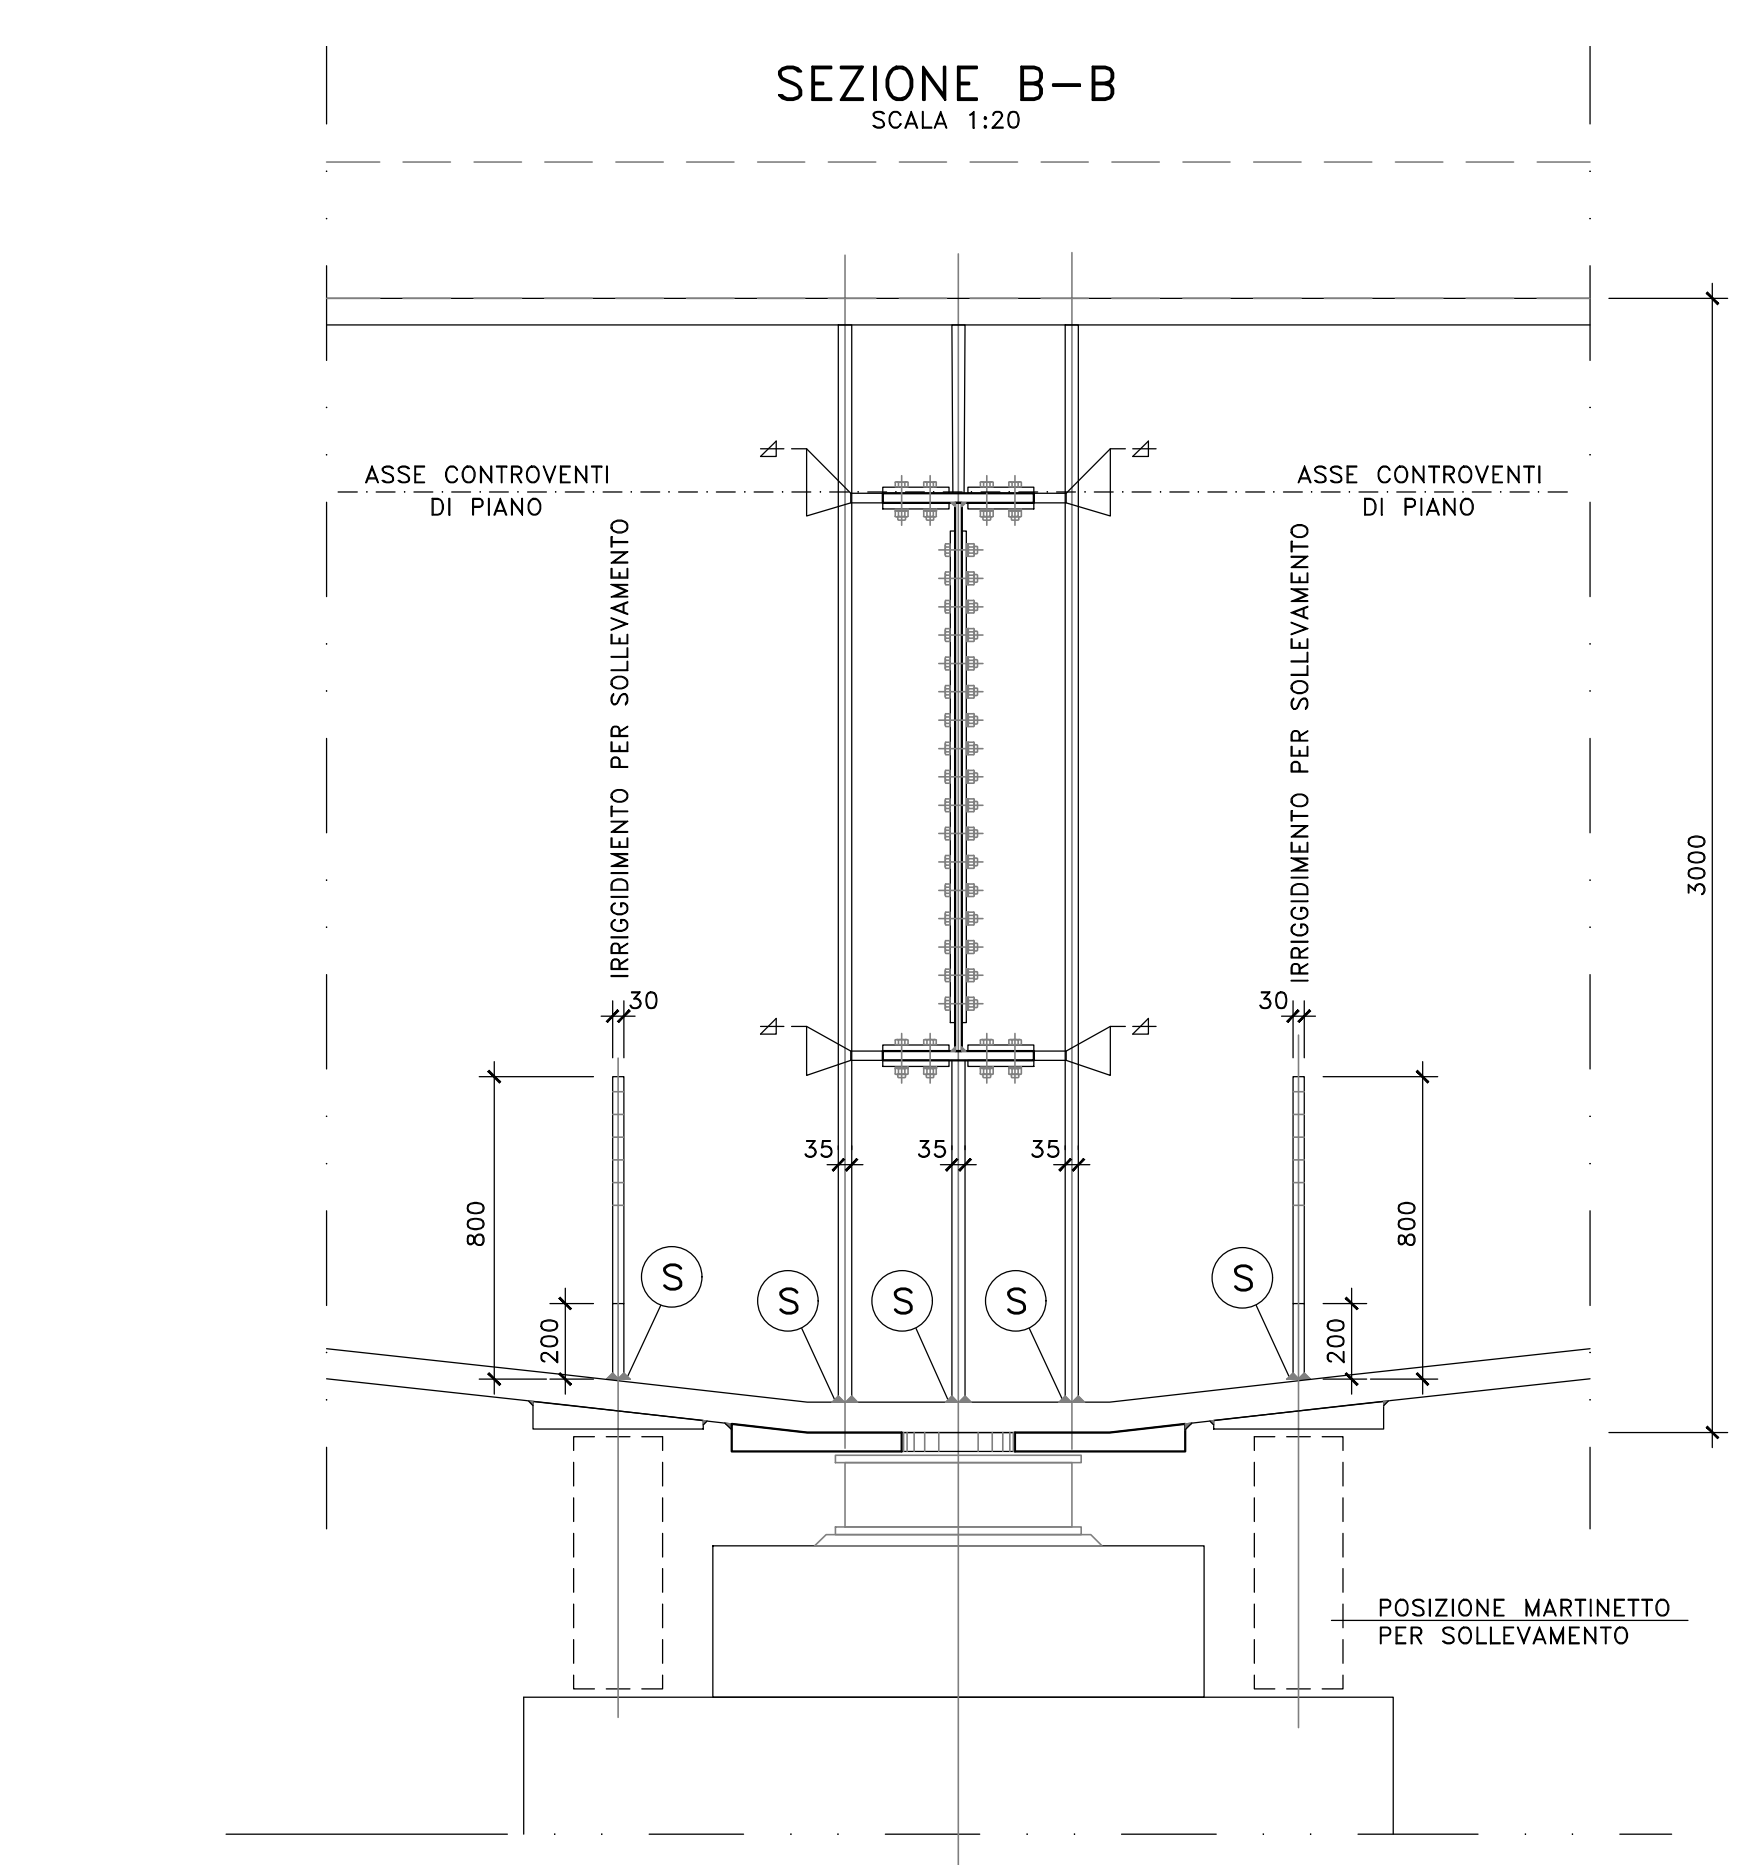 SEZIONE B-B
SCALA 1:20
ASSE CONTROVENTI
DI PIANO
ASSE CONTROVENTI
DI PIANO
IRRIGGIDIMENTO PER SOLLEVAMENTO
IRRIGGIDIMENTO PER SOLLEVAMENTO
3000
30
30
35
35
35
800
800
S
S
S
S
S
200
200
POSIZIONE MARTINETTO
PER SOLLEVAMENTO